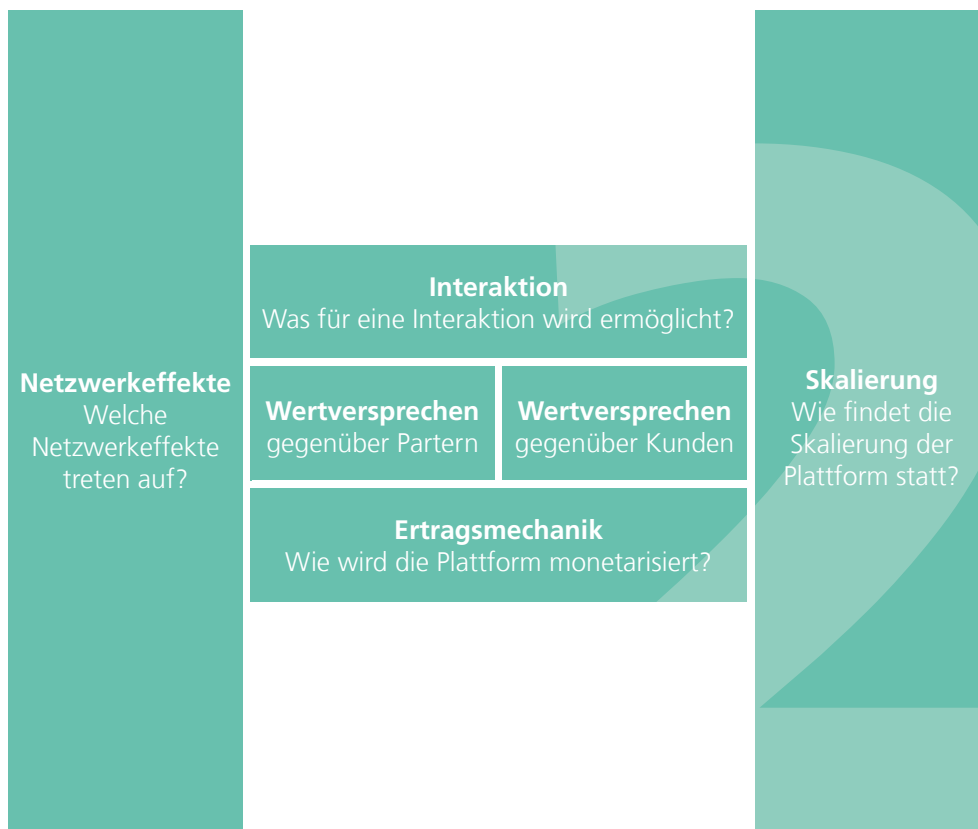 Netzwerkeffekte
Welche
Netzwerkeffekte
treten auf?
Interaktion
Was für eine Interaktion wird ermöglicht?
Wertversprechen
gegenüber Partern
Wertversprechen
gegenüber Kunden
Ertragsmechanik
Wie wird die Plattform monetarisiert?
Skalierung
Wie findet die
Skalierung der
Plattform statt?
2